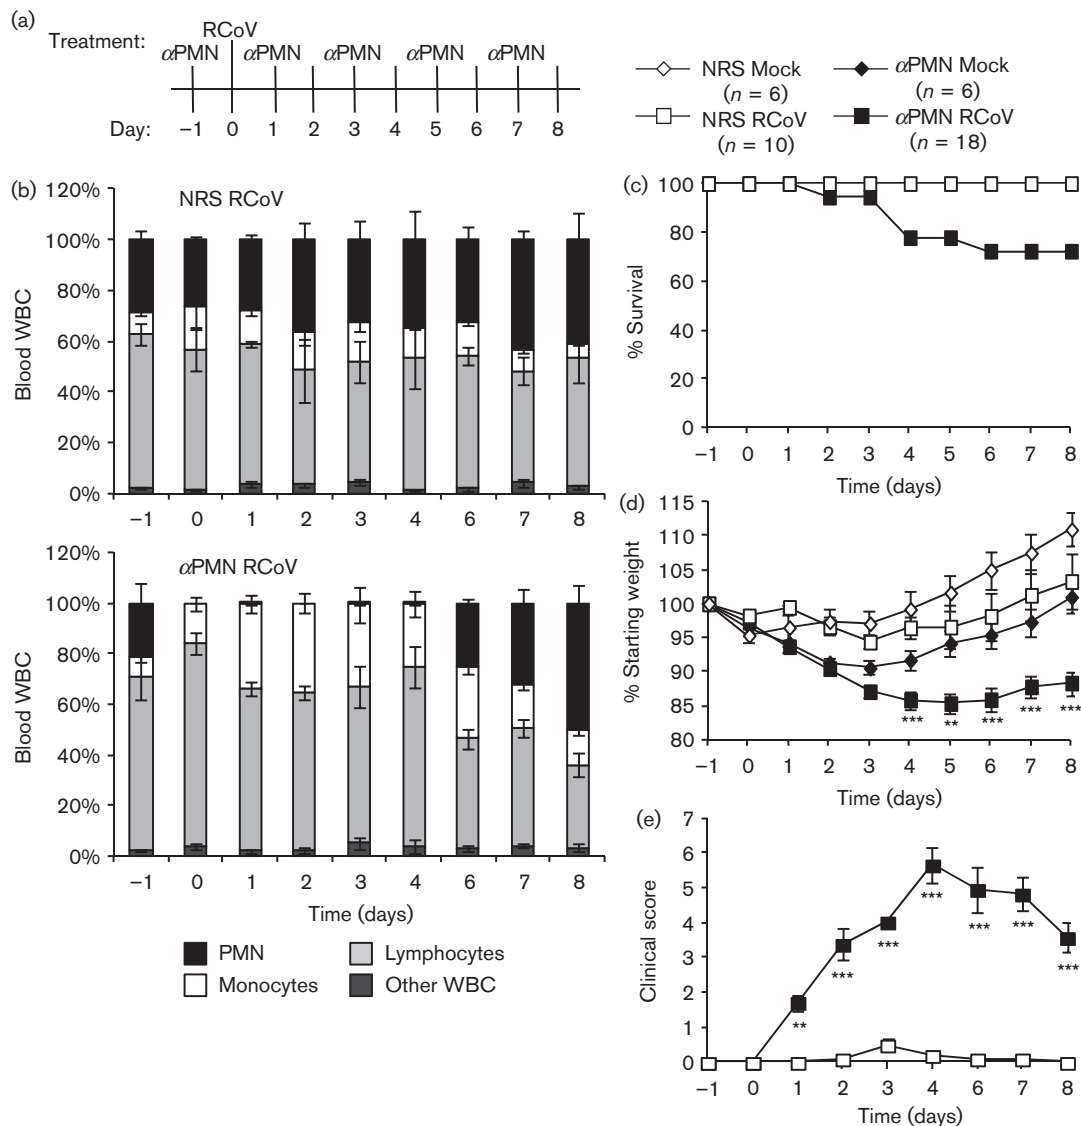 (a)
Treatment:
RCoV
αPMN αPMN αPMN αPMN αPMN
Day: −1 0 1 2 3 4 5 6 7 8
NRS Mock
(n = 6)
αPMN Mock
(n = 6)
NRS RCoV
(n = 10)
αPMN RCoV
(n = 18)
(b)
NRS RCoV
Blood WBC
120%
100%
80%
60%
40%
20%
0%
−1 0 1 2 3 4 6 7 8
αPMN RCoV
Blood WBC
120%
100%
80%
60%
40%
20%
0%
−1 0 1 2 3 4 6 7 8
Time (days)
PMN
Lymphocytes
Monocytes
Other WBC
(c)
% Survival
100
80
60
40
20
0
−1 0 1 2 3 4 5 6 7 8
Time (days)
(d)
% Starting weight
115
110
105
100
95
90
85
80
*** ** *** *** ***
−1 0 1 2 3 4 5 6 7 8
Time (days)
(e)
Clinical score
7
6
5
4
3
2
1
0
** *** *** *** *** *** ***
−1 0 1 2 3 4 6 7 8
Time (days)